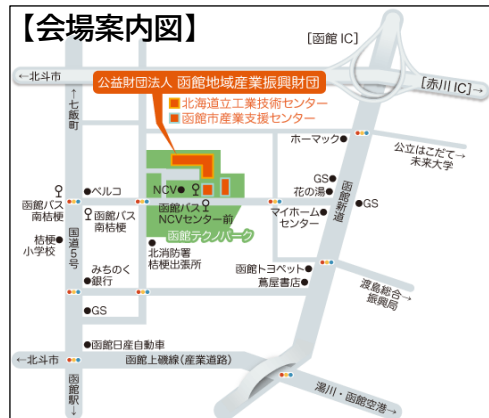 【会場案内図】
[函館IC]
←北斗市
[赤川IC]→
公益財団法人 函館地域産業振興財団
北海道立工業技術センター
函館市産業支援センター
↑七飯町
ホーマック
公立はこだて→
未来大学
GS
花の湯
GS
函館新道
ベルコ
NCV
函館バス
南桔梗
函館バス
南桔梗
函館バス
NCVセンター前
マイホーム
センター
函館テクノパーク
桔梗
小学校
国道5号
北消防署
桔梗出張所
みちのく
銀行
函館トヨペット
蔦屋書店
渡島総合→
振興局
GS
函館日産自動車
←北斗市
函館上磯線(産業道路)
函館駅↓
湯川・函館空港→